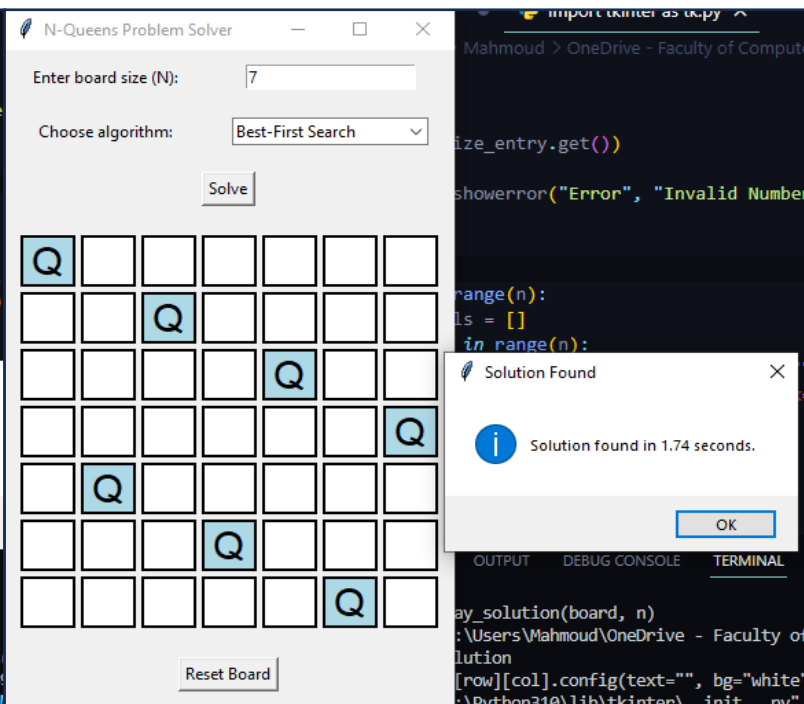 N-Queens Problem Solver
Enter board size (N):
7
Choose algorithm:
Best-First Search
Solve
Q
Q
Q
Q
Q
Q
Q
Reset Board
import tkinter as tk.py
Mahmoud > OneDrive - Faculty of Compute
ize_entry.get())
showerror("Error", "Invalid Number
range(n):
ls = []
in range(n):
Solution Found
Solution found in 1.74 seconds.
OK
OUTPUT DEBUG CONSOLE TERMINAL
ay_solution(board, n)
:\Users\Mahmoud\OneDrive - Faculty of
lution
[row][col].config(text="", bg="white"
:\Python310\lib\tkinter\__init__.py"